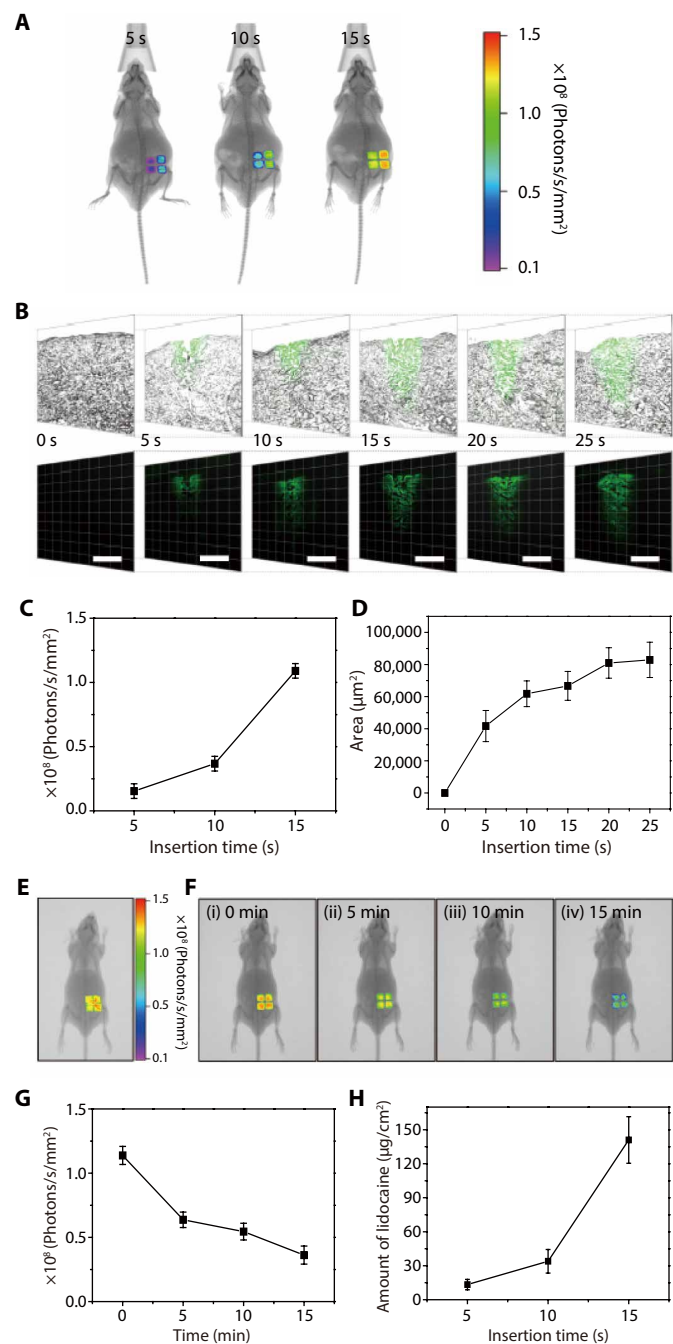 A
5 s
10 s
15 s
1.5
1.0
0.5
0.1
×10⁸ (Photons/s/mm²)
B
0 s
5 s
10 s
15 s
20 s
25 s
C
1.5
1.0
0.5
0.0
×10⁸ (Photons/s/mm²)
5
10
15
Insertion time (s)
D
100,000
80,000
60,000
40,000
20,000
0
Area (μm²)
0
5
10
15
20
25
Insertion time (s)
E
1.5
1.0
0.5
0.1
×10⁸ (Photons/s/mm²)
F
(i) 0 min
(ii) 5 min
(iii) 10 min
(iv) 15 min
G
1.5
1.0
0.5
0.0
×10⁸ (Photons/s/mm²)
0
5
10
15
Time (min)
H
150
120
90
60
30
0
Amount of lidocaine (μg/cm²)
5
10
15
Insertion time (s)